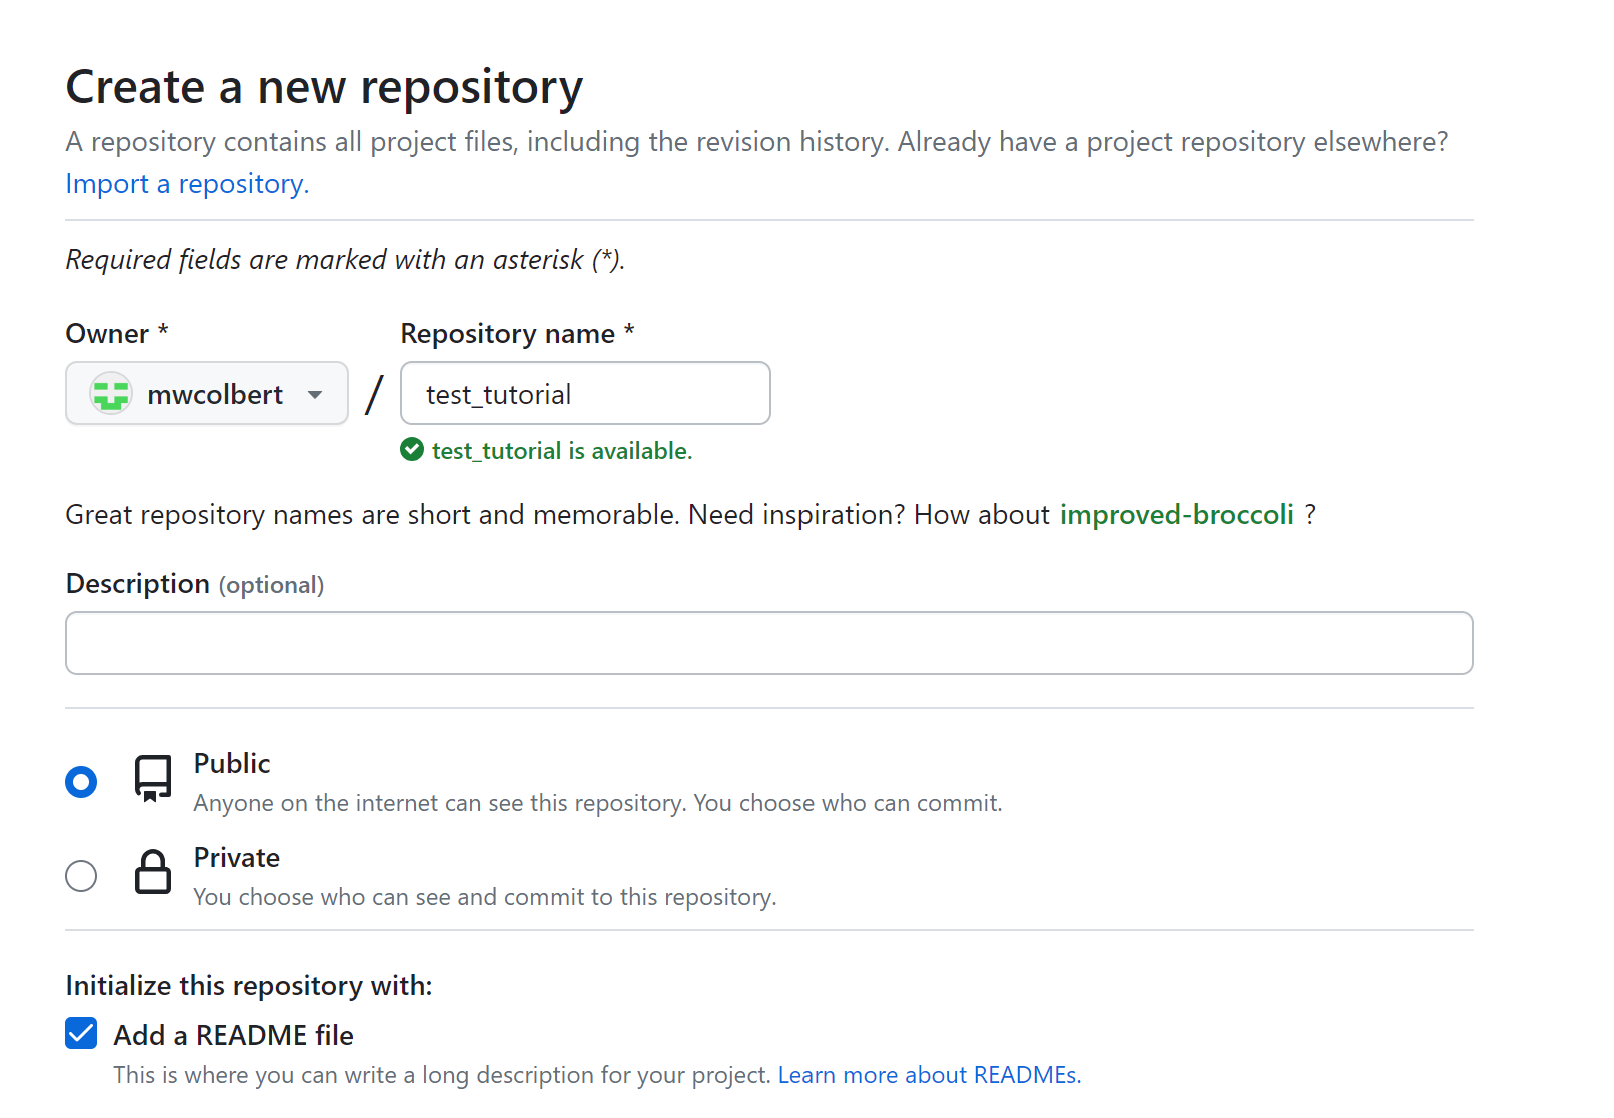 Create a new repository
A repository contains all project files, including the revision history. Already have a project repository elsewhere?
Import a repository.
Required fields are marked with an asterisk (*).
Owner * Repository name *
mwcolbert / test_tutorial
test_tutorial is available.
Great repository names are short and memorable. Need inspiration? How about improved-broccoli ?
Description (optional)
Public
Anyone on the internet can see this repository. You choose who can commit.
Private
You choose who can see and commit to this repository.
Initialize this repository with:
Add a README file
This is where you can write a long description for your project. Learn more about READMEs.